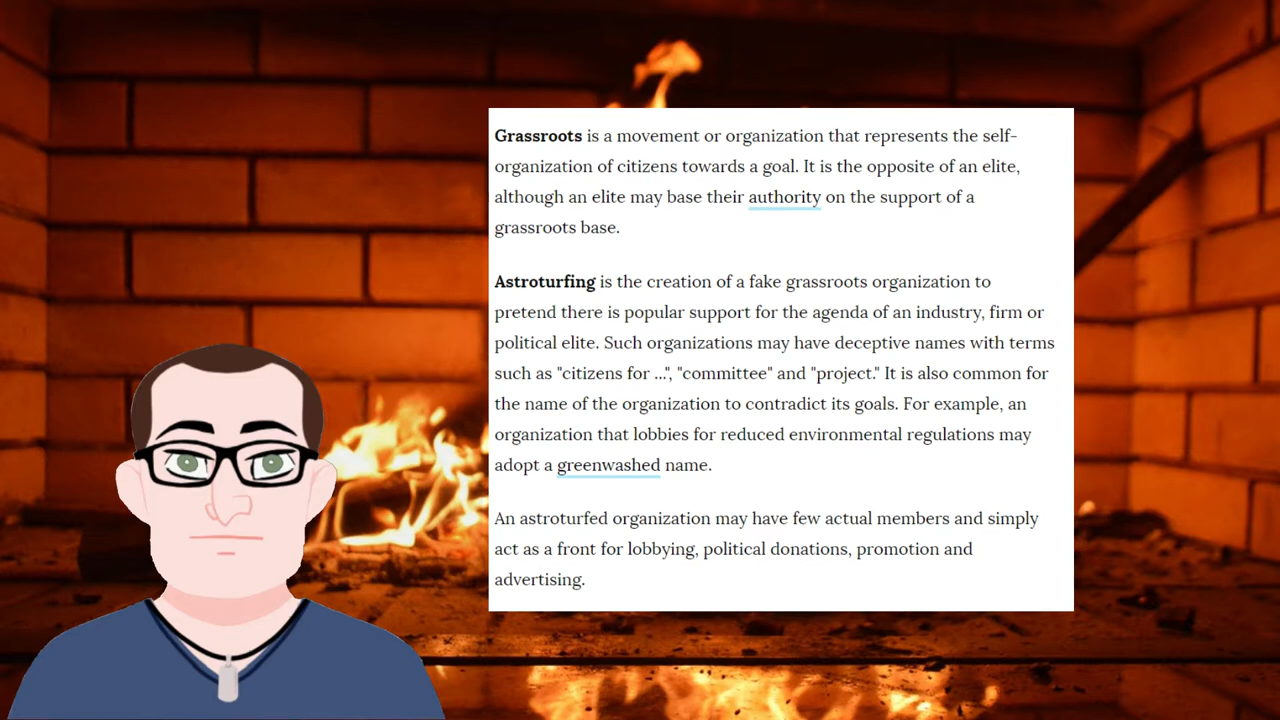 Grassroots is a movement or organization that represents the self-
organization of citizens towards a goal. It is the opposite of an elite,
although an elite may base their authority on the support of a
grassroots base.
Astroturfing is the creation of a fake grassroots organization to
pretend there is popular support for the agenda of an industry, firm or
political elite. Such organizations may have deceptive names with terms
such as "citizens for ...", "committee" and "project." It is also common for
the name of the organization to contradict its goals. For example, an
organization that lobbies for reduced environmental regulations may
adopt a greenwashed name.
An astroturfed organization may have few actual members and simply
act as a front for lobbying, political donations, promotion and
advertising.